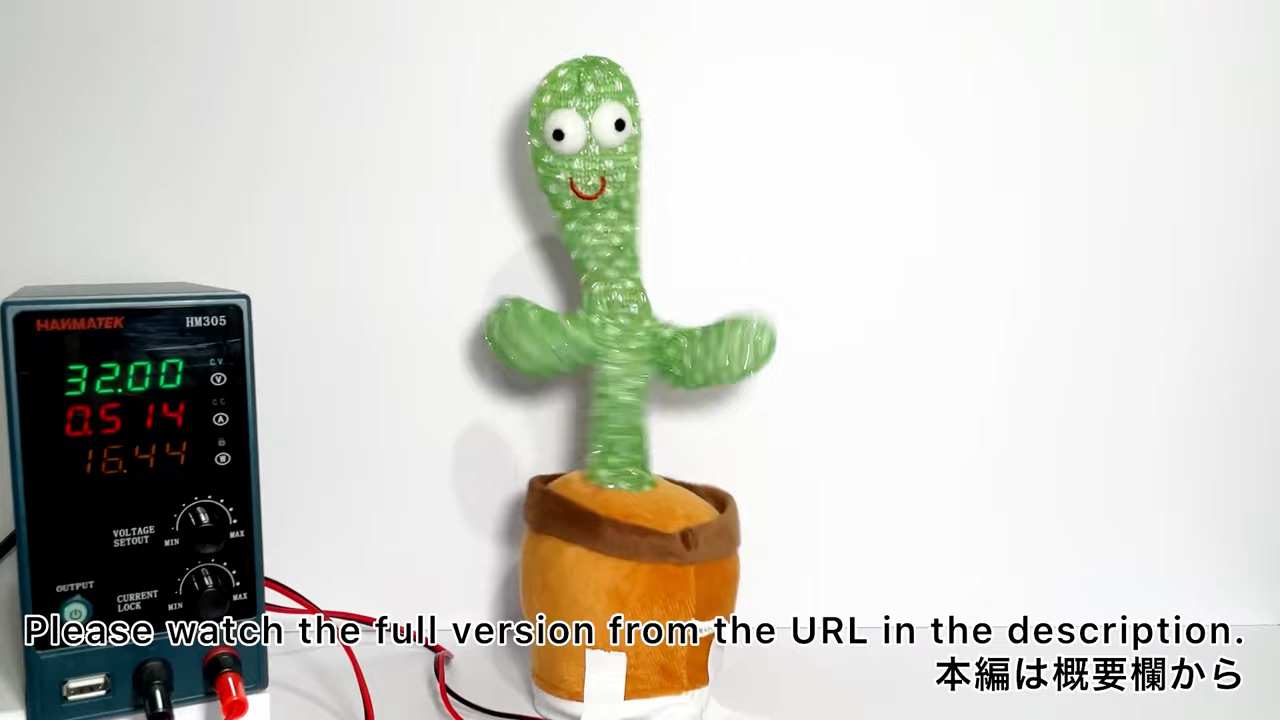 HANMATEK HM305
C.V
32.00 V
C.C
0.514 A
16.44 W
VOLTAGE SETOUT
MIN MAX
OUTPUT
CURRENT LOCK
MIN MAX
Please watch the full version from the URL in the description.
本編は概要欄から